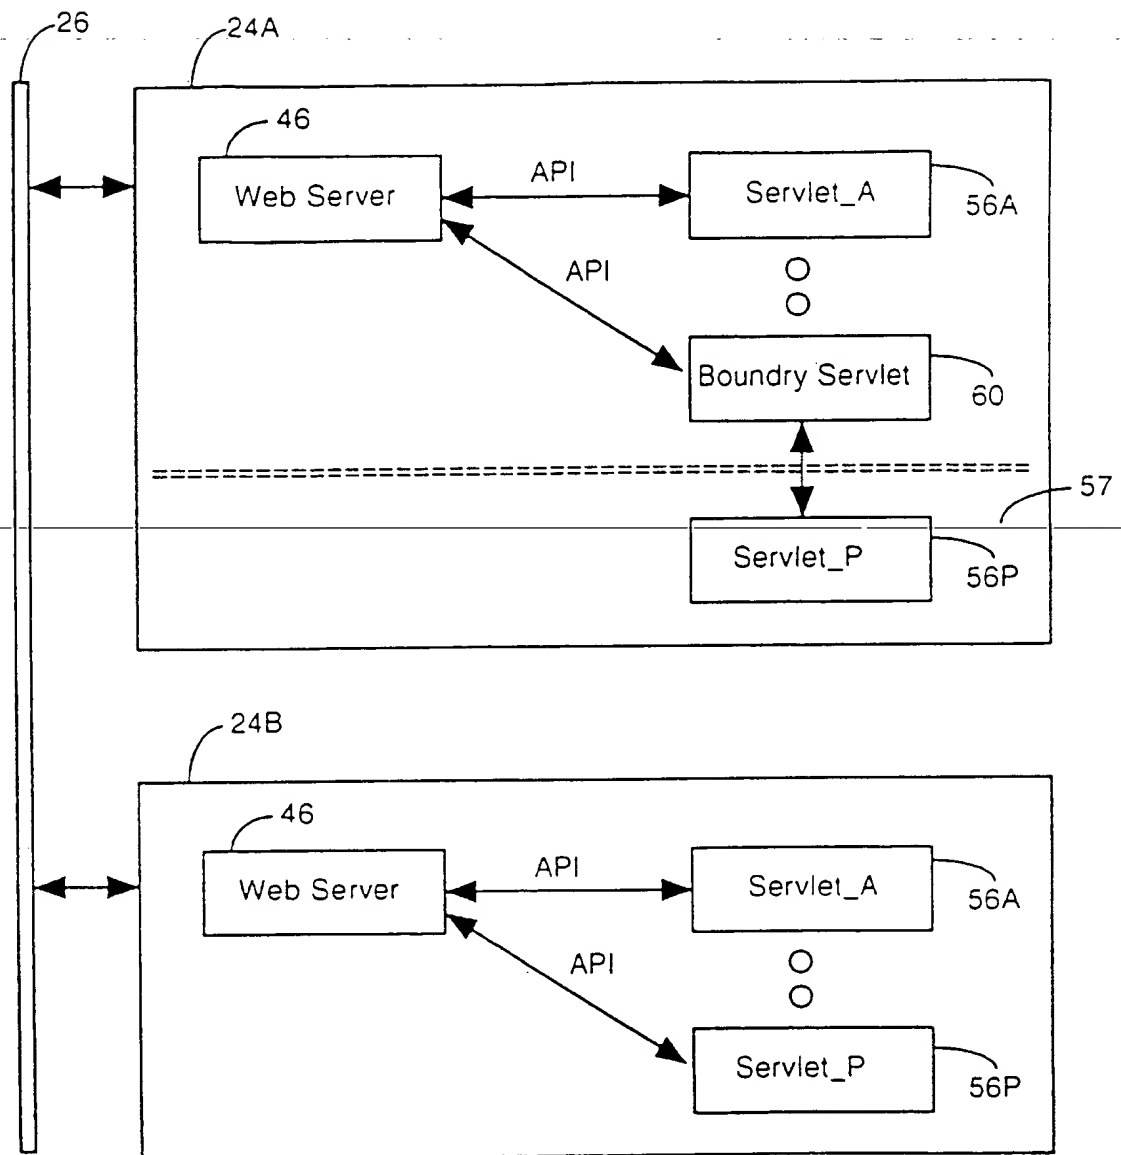 26
24A
46
Web Server
API
Servlet_A
56A
API
Boundry Servlet
60
57
Servlet_P
56P
24B
46
Web Server
API
Servlet_A
56A
API
Servlet_P
56P